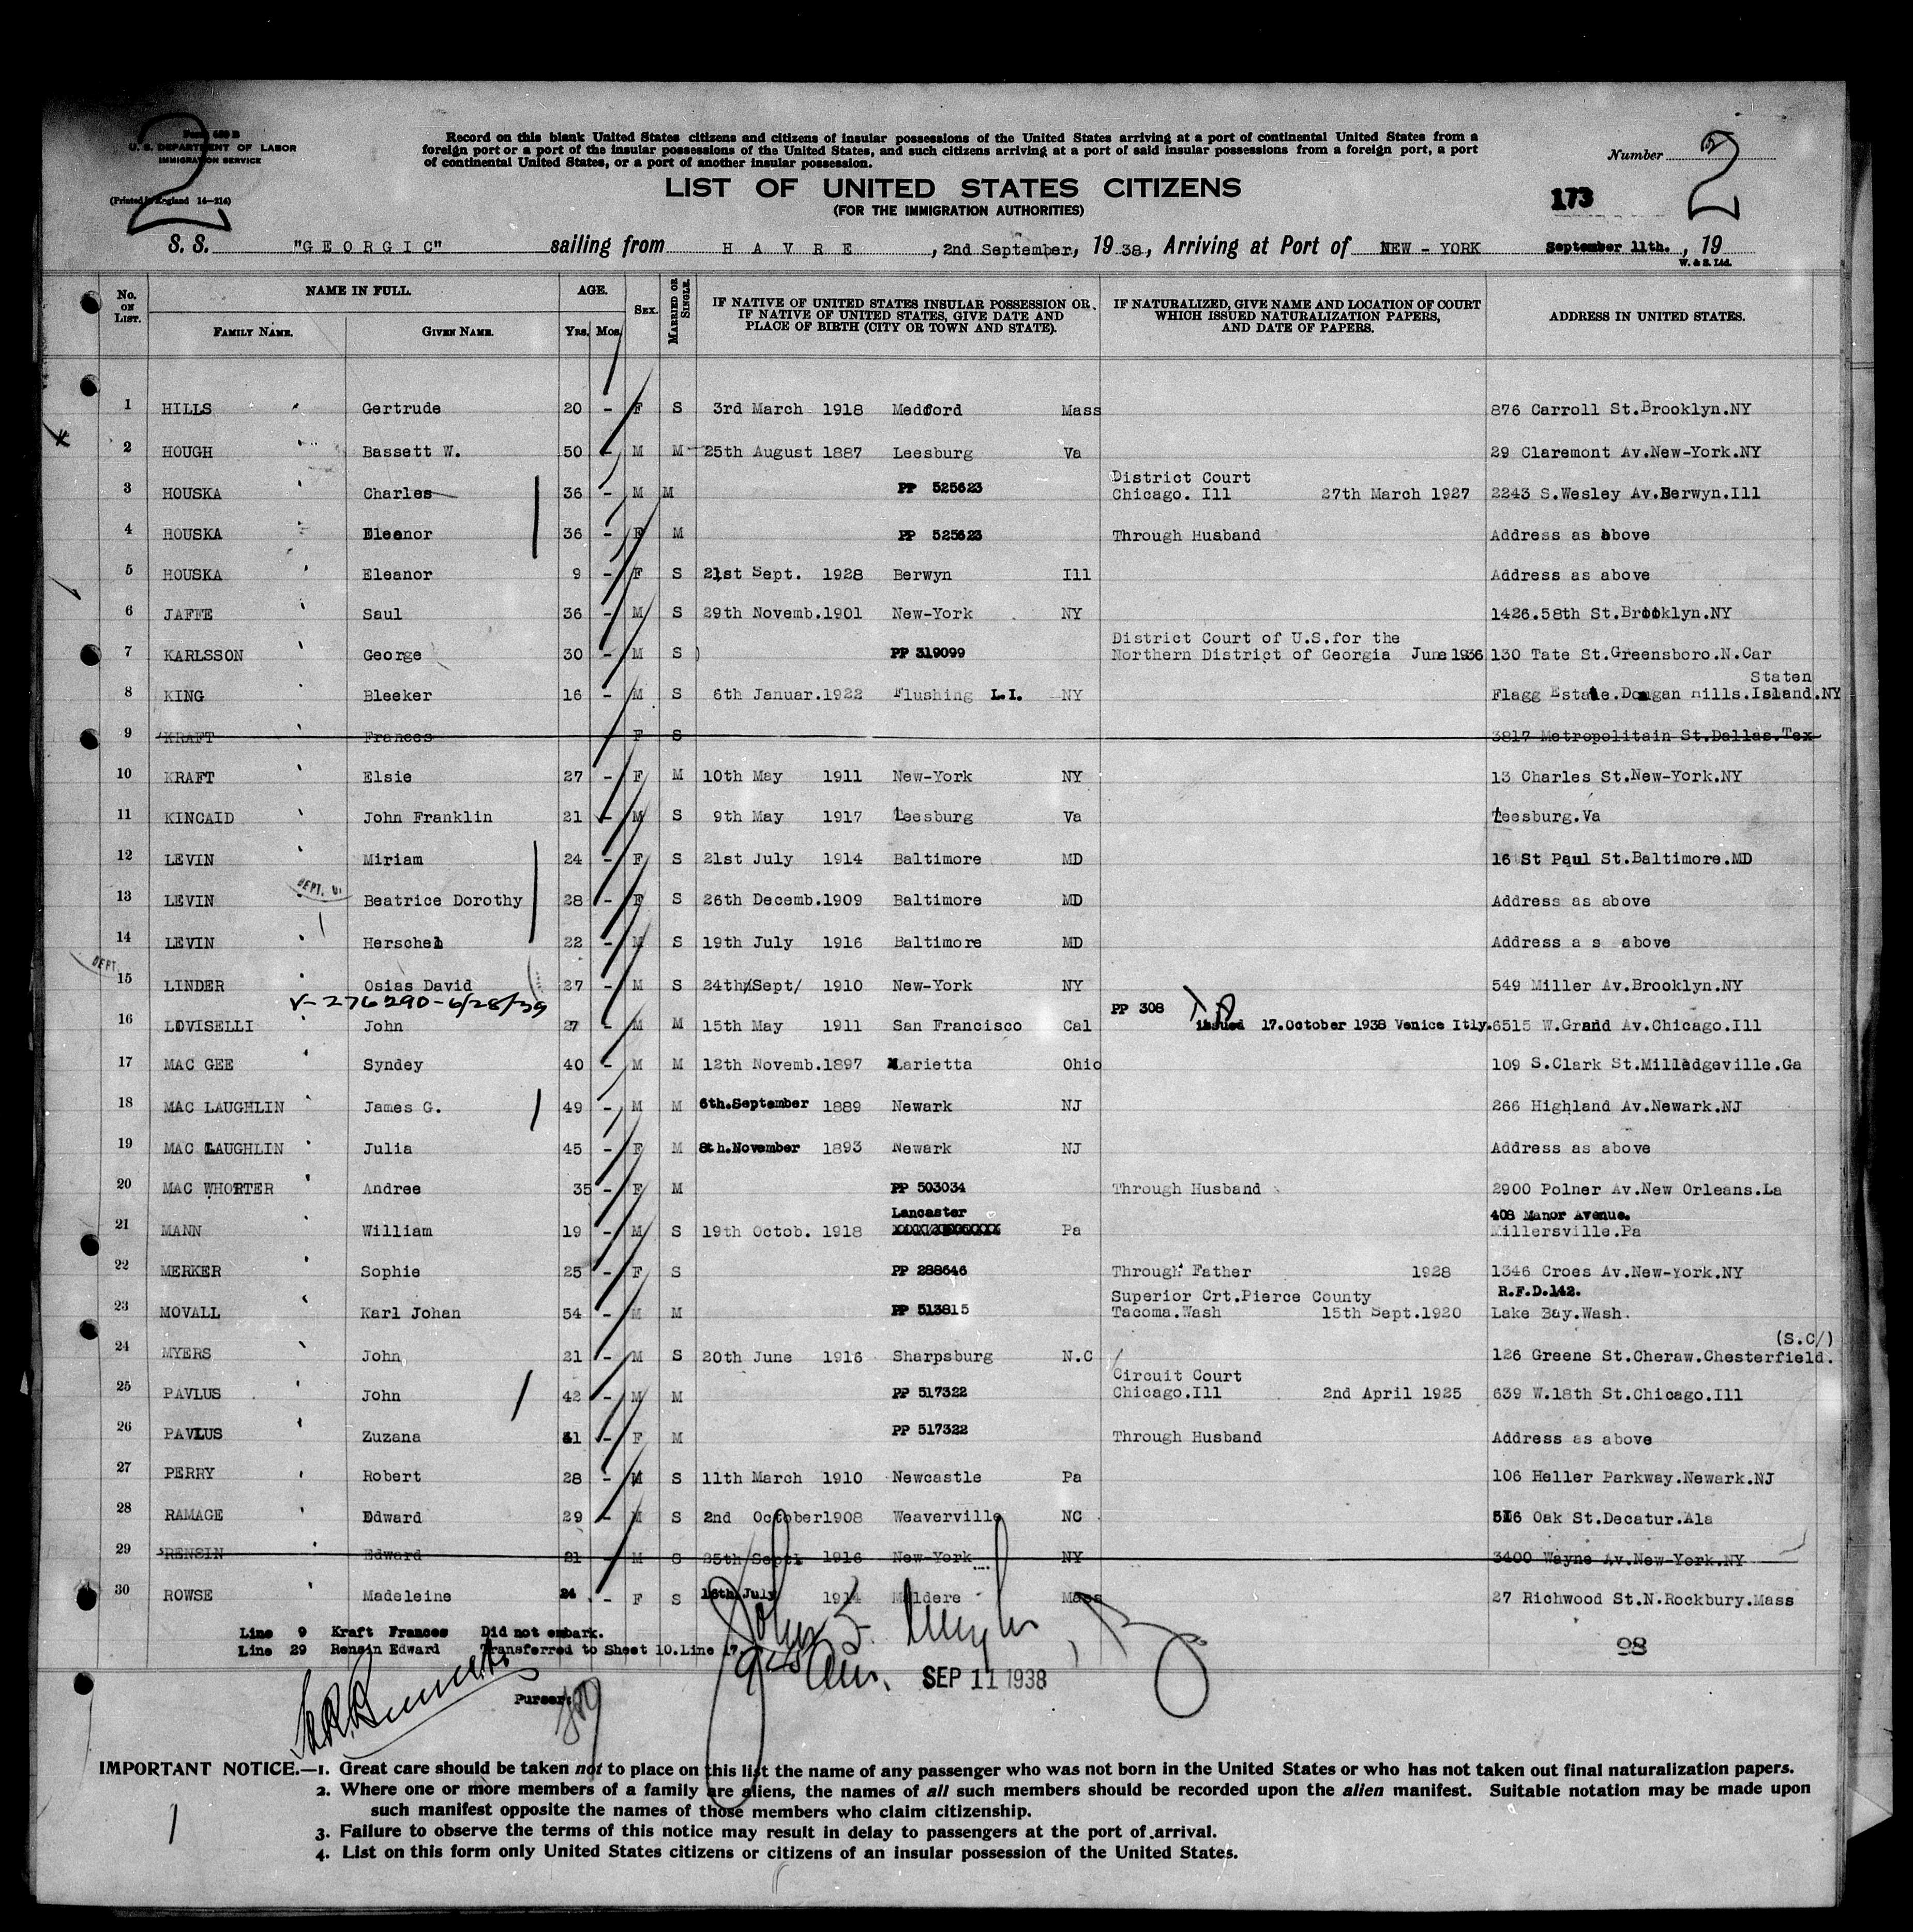 Form 630 B
U. S. DEPARTMENT OF LABOR
IMMIGRATION SERVICE
(Printed in England 14—214)
2
Record on this blank United States citizens and citizens of insular possessions of the United States arriving at a port of continental United States from a
foreign port or a port of the insular possessions of the United States, and such citizens arriving at a port of said insular possessions from a foreign port, a port
of continental United States, or a port of another insular possession.
Number 2
LIST OF UNITED STATES CITIZENS
(FOR THE IMMIGRATION AUTHORITIES)
173
S. S. "GEORGIC" sailing from HAVRE, 2nd September, 1938, Arriving at Port of NEW-YORK September 11th., 19
W. & S. Ltd.
No. ON LIST. NAME IN FULL. FAMILY NAME. GIVEN NAME. AGE. YRS. MOS. SEX. MARRIED OR SINGLE. IF NATIVE OF UNITED STATES INSULAR POSSESSION OR IF NATIVE OF UNITED STATES, GIVE DATE AND PLACE OF BIRTH (CITY OR TOWN AND STATE). IF NATURALIZED, GIVE NAME AND LOCATION OF COURT WHICH ISSUED NATURALIZATION PAPERS, AND DATE OF PAPERS. ADDRESS IN UNITED STATES.
1 HILLS Gertrude 20 - F S 3rd March 1918 Medford Mass 876 Carroll St.Brooklyn.NY
2 HOUGH Bassett W. 50 - M M 25th August 1887 Leesburg Va 29 Claremont Av.New-York.NY
3 HOUSKA Charles 36 - M M PP 525623 District Court Chicago. Ill 27th March 1927 2243 S.Wesley Av.Berwyn.Ill
4 HOUSKA Eleanor 36 - F M PP 525623 Through Husband Address as above
5 HOUSKA Eleanor 9 - F S 21st Sept. 1928 Berwyn Ill Address as above
6 JAFFE Saul 36 - M S 29th Novemb.1901 New-York NY 1426.58th St.Brooklyn.NY
7 KARLSSON George 30 - M S PP 319099 District Court of U.S.for the Northern District of Georgia June 1936 130 Tate St.Greensboro.N.Car
8 KING Bleeker 16 - M S 6th Januar.1922 Flushing L.I. NY Flagg Estate.Dongan Hills.Staten Island.NY
9 KRAFT Frances F S 3817 Metropolitain St.Dallas.Tex
10 KRAFT Elsie 27 - F M 10th May 1911 New-York NY 13 Charles St.New-York.NY
11 KINCAID John Franklin 21 - M S 9th May 1917 Leesburg Va Leesburg.Va
12 LEVIN Miriam 24 - F S 21st July 1914 Baltimore MD 16 St Paul St.Baltimore.MD
13 LEVIN Beatrice Dorothy 28 - F S 26th Decemb.1909 Baltimore MD Address as above
14 LEVIN Herschel 22 - M S 19th July 1916 Baltimore MD Address a s above
15 LINDER Osias David 27 - M S 24th/Sept/ 1910 New-York NY 549 Miller Av.Brooklyn.NY
V-276290-6/28/39
16 LOVISELLI John 27 - M M 15th May 1911 San Francisco Cal PP 308 issued 17.October 1938 Venice Itly. 6515 W.Grand Av.Chicago.Ill
17 MAC GEE Syndey 40 - M M 12th Novemb.1897 Marietta Ohio 109 S.Clark St.Milledgeville.Ga
18 MAC LAUGHLIN James G. 49 - M M 6th.September 1889 Newark NJ 266 Highland Av.Newark.NJ
19 MAC LAUGHLIN Julia 45 - F M 8th.November 1893 Newark NJ Address as above
20 MAC WHORTER Andree 35 - F M PP 503034 Through Husband 2900 Polner Av.New Orleans.La
21 MANN William 19 - M S 19th Octob. 1918 Lancaster Pa 408 Manor Avenue. Millersville.Pa
22 MERKER Sophie 25 - F S PP 288646 Through Father 1928 1346 Croes Av.New-York.NY
23 MOVALL Karl Johan 54 - M M PP 513815 Superior Crt.Pierce County Tacoma.Wash 15th Sept.1920 R.F.D.142. Lake Bay.Wash.
24 MYERS John 21 - M S 20th June 1916 Sharpsburg N.C 126 Greene St.Cheraw.Chesterfield. (S.C/)
25 PAVLUS John 42 - M M PP 517322 Circuit Court Chicago.Ill 2nd April 1925 639 W.18th St.Chicago.Ill
26 PAVLUS Zuzana 41 - F M PP 517322 Through Husband Address as above
27 PERRY Robert 28 - M S 11th March 1910 Newcastle Pa 106 Heller Parkway.Newark.NJ
28 RAMAGE Edward 29 - M S 2nd October1908 Weaverville NC 516 Oak St.Decatur.Ala
29 RENSIN Edward 21 - M S 25th Sept. 1916 New-York NY 3400 Wayne Av.New-York.NY
30 ROWSE Madeleine 24 - F S 16th July 1914 Maldere Mass 27 Richwood St.N.Rockbury.Mass
Line 9 Kraft Frances Did not embark.
Line 29 Rensin Edward Transferred to Sheet 10.Line 17
98
SEP 11 1938
Purser.
IMPORTANT NOTICE.—1. Great care should be taken not to place on this list the name of any passenger who was not born in the United States or who has not taken out final naturalization papers.
2. Where one or more members of a family are aliens, the names of all such members should be recorded upon the alien manifest. Suitable notation may be made upon
such manifest opposite the names of those members who claim citizenship.
3. Failure to observe the terms of this notice may result in delay to passengers at the port of arrival.
4. List on this form only United States citizens or citizens of an insular possession of the United States.